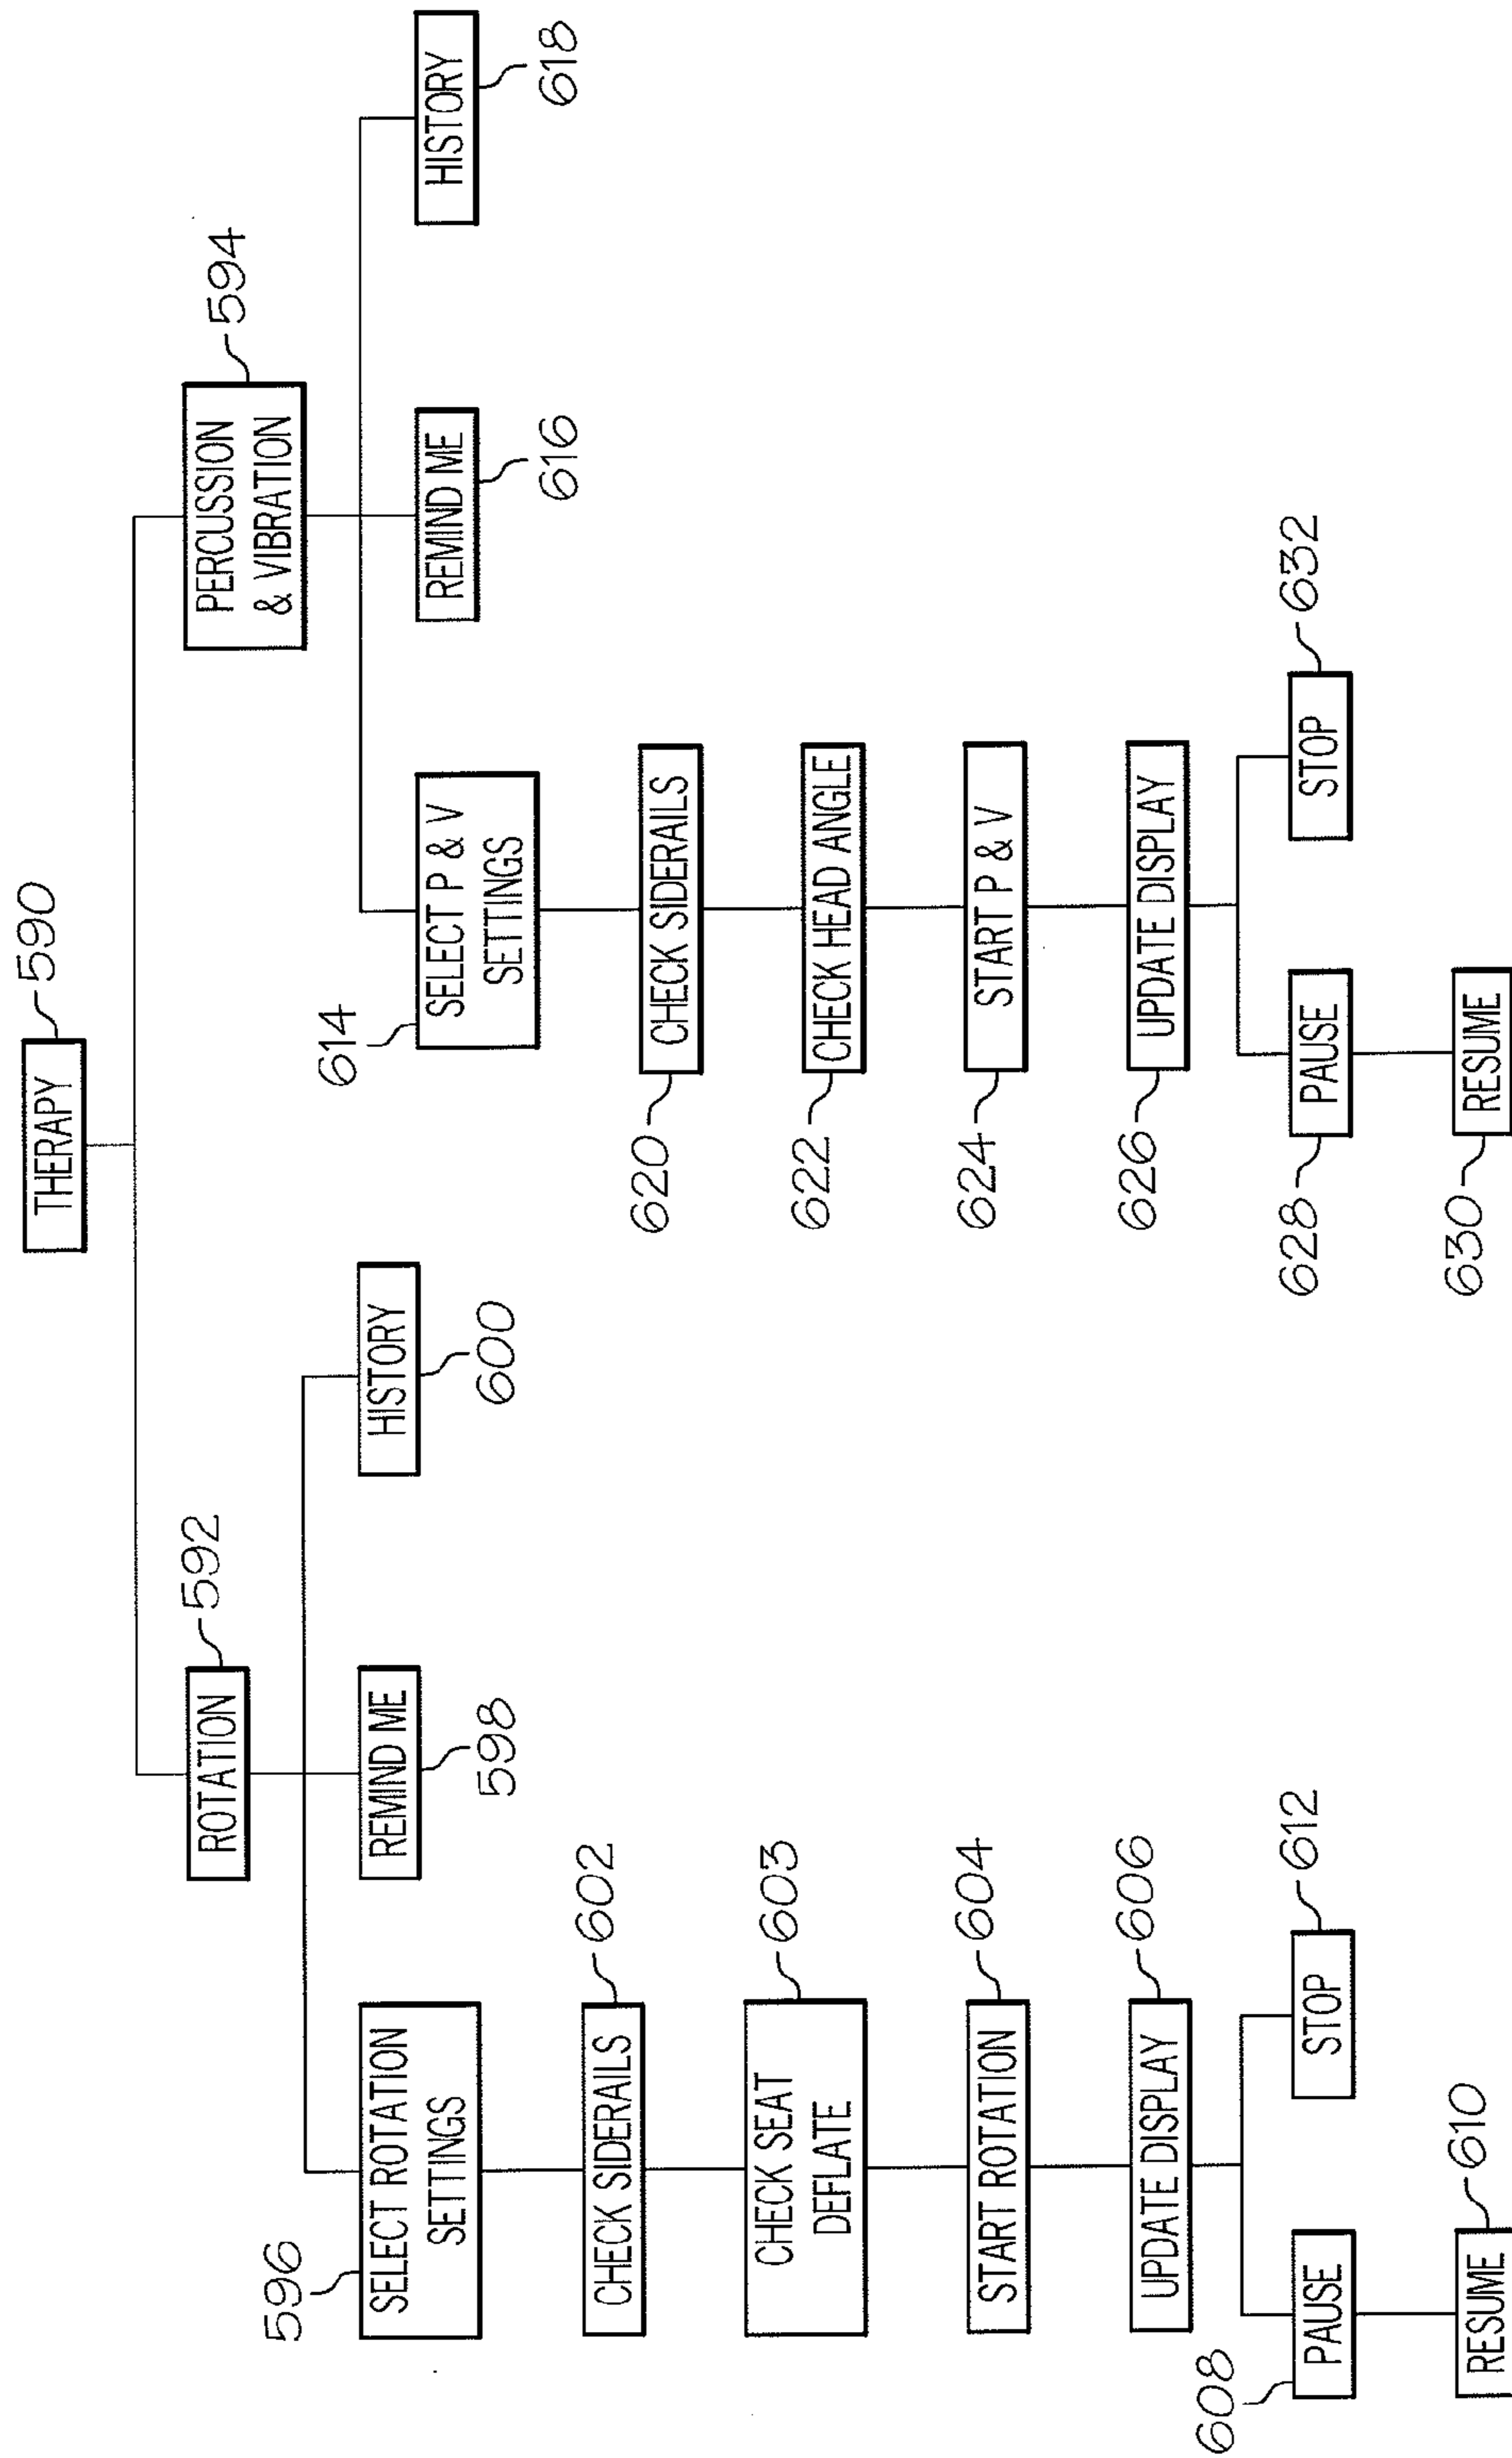 THERAPY
590
ROTATION
592
PERCUSSION
& VIBRATION
594
596
SELECT ROTATION
SETTINGS
REMIND ME
598
HISTORY
600
614
SELECT P & V
SETTINGS
REMIND ME
616
HISTORY
618
CHECK SIDERAILS
602
CHECK SEAT
DEFLATE
603
START ROTATION
604
UPDATE DISPLAY
606
608
PAUSE
STOP
612
RESUME
610
620
CHECK SIDERAILS
622
CHECK HEAD ANGLE
624
START P & V
626
UPDATE DISPLAY
628
PAUSE
STOP
632
630
RESUME